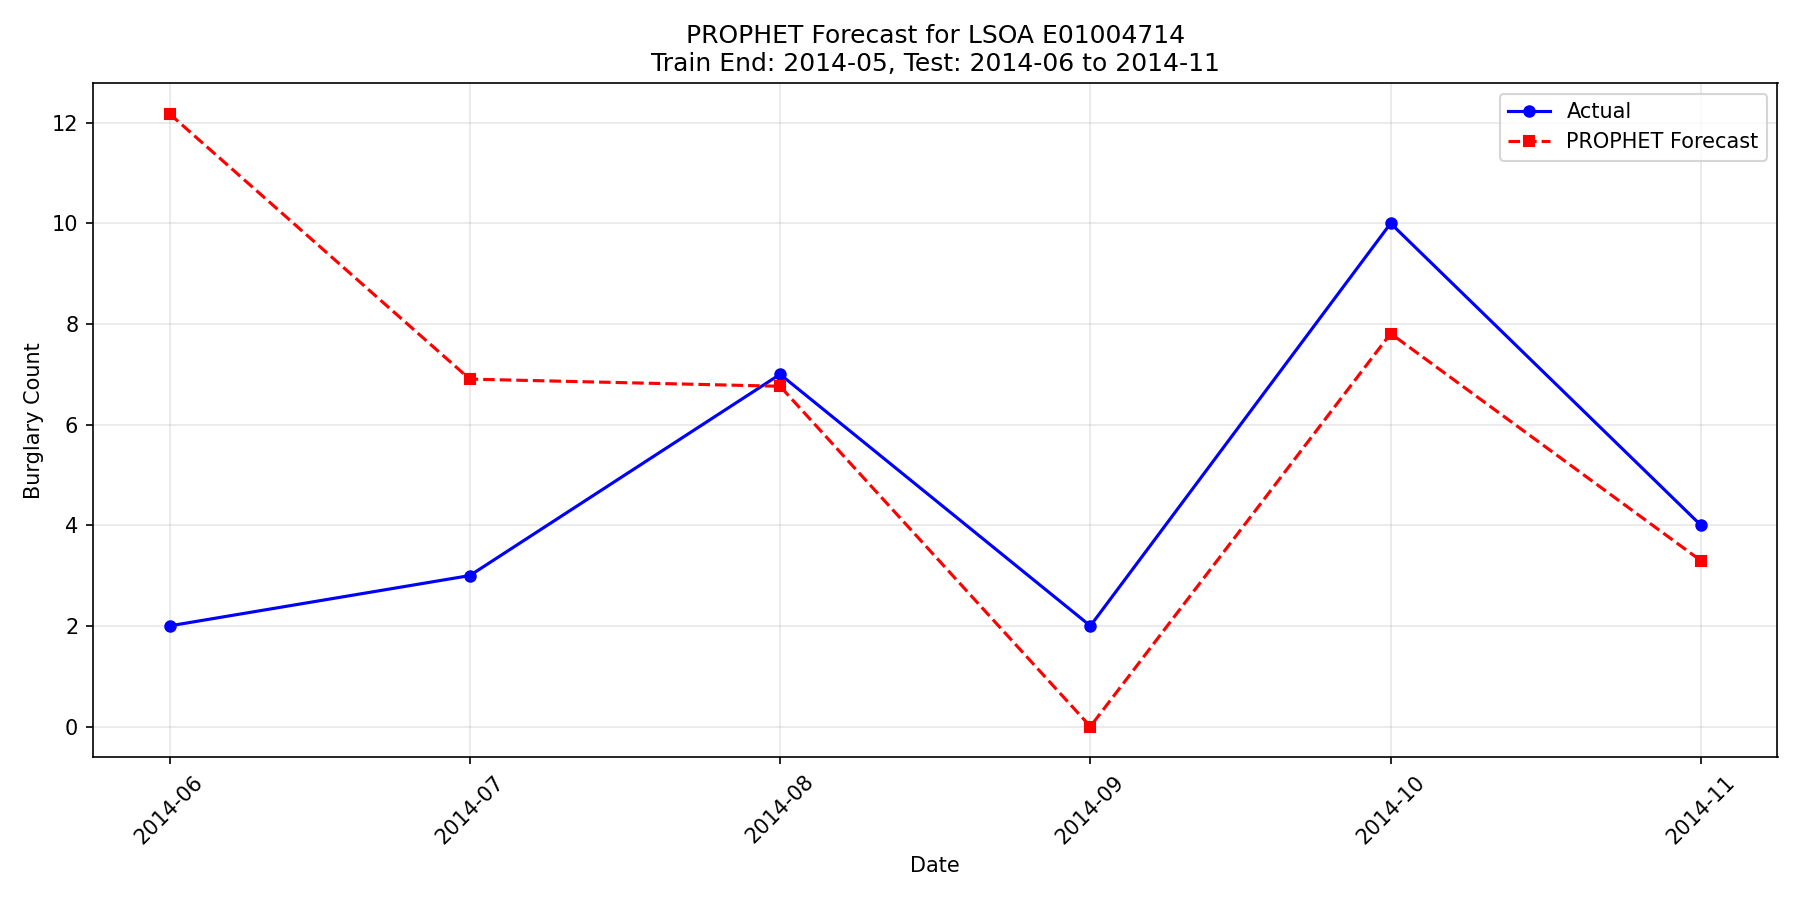 PROPHET Forecast for LSOA E01004714
Train End: 2014-05, Test: 2014-06 to 2014-11
Actual
PROPHET Forecast
Burglary Count
12
10
8
6
4
2
0
2014-06
2014-07
2014-08
2014-09
2014-10
2014-11
Date